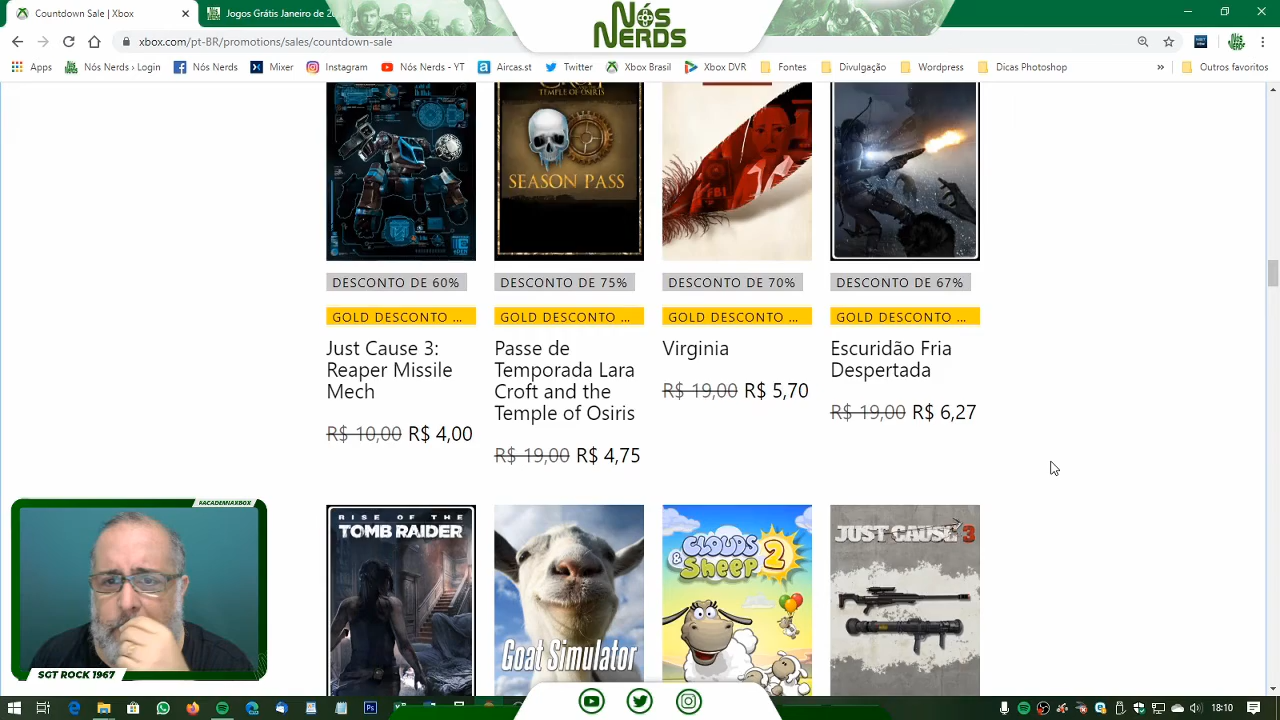 Countdown Sale | Xbox
Jogos Grátis Janeiro de 20
NÓS
NERDS
xbox.com/pt-BR/promotions/sales/countdown-sale
Apps
Nós Nerds › Login
Nós Nerds
Mixer
Instagram
Nós Nerds - YT
Aircas.st
Twitter
Xbox Brasil
Xbox DVR
Fontes
Divulgação
Wordpress
Dicas Photoshop
»
Outros favoritos
TEMPLE OF OSIRIS
SEASON PASS
FBI
DESCONTO DE 60%
DESCONTO DE 75%
DESCONTO DE 70%
DESCONTO DE 67%
GOLD DESCONTO ...
GOLD DESCONTO ...
GOLD DESCONTO ...
GOLD DESCONTO ...
Just Cause 3:
Reaper Missile
Mech
R$ 10,00 R$ 4,00
Passe de
Temporada Lara
Croft and the
Temple of Osiris
R$ 19,00 R$ 4,75
Virginia
R$ 19,00 R$ 5,70
Escuridão Fria
Despertada
R$ 19,00 R$ 6,27
RISE OF THE
TOMB RAIDER
Goat Simulator
CLOUDS
& Sheep 2
JUST CAUSE 3
#ACADEMIAXBOX
SGT ROCK 1967
18:10